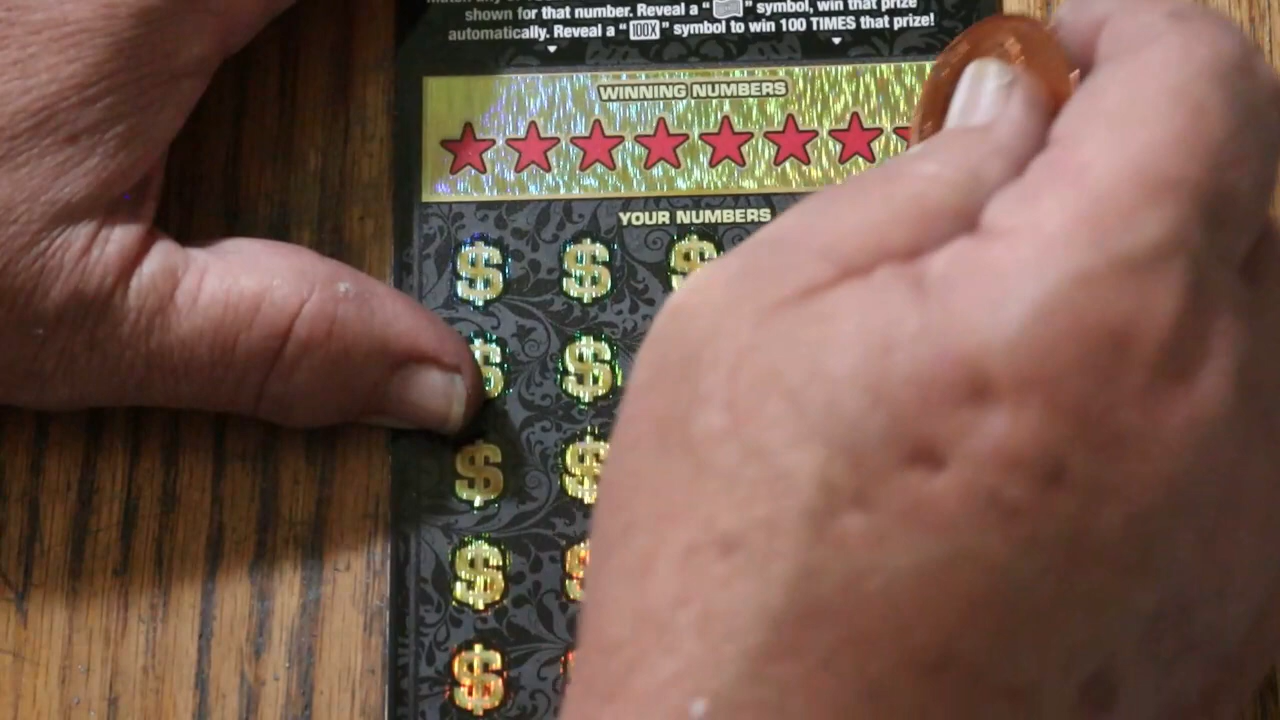 shown for that number. Reveal a " " symbol, win that prize
automatically. Reveal a " 100X " symbol to win 100 TIMES that prize!
WINNING NUMBERS
YOUR NUMBERS
$ $ $
$ $
$ $
$ $
$